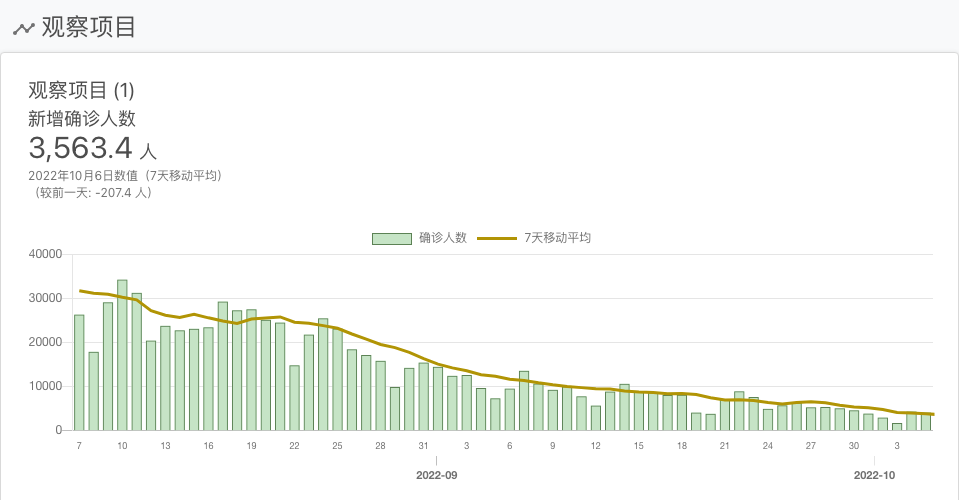 观察项目
观察项目 (1)
新增确诊人数
3,563.4 人
2022年10月6日数值（7天移动平均）
（较前一天: -207.4 人）
确诊人数 7天移动平均
40000
30000
20000
10000
0
7 10 13 16 19 22 25 28 31 3 6 9 12 15 18 21 24 27 30 3
2022-09 2022-10